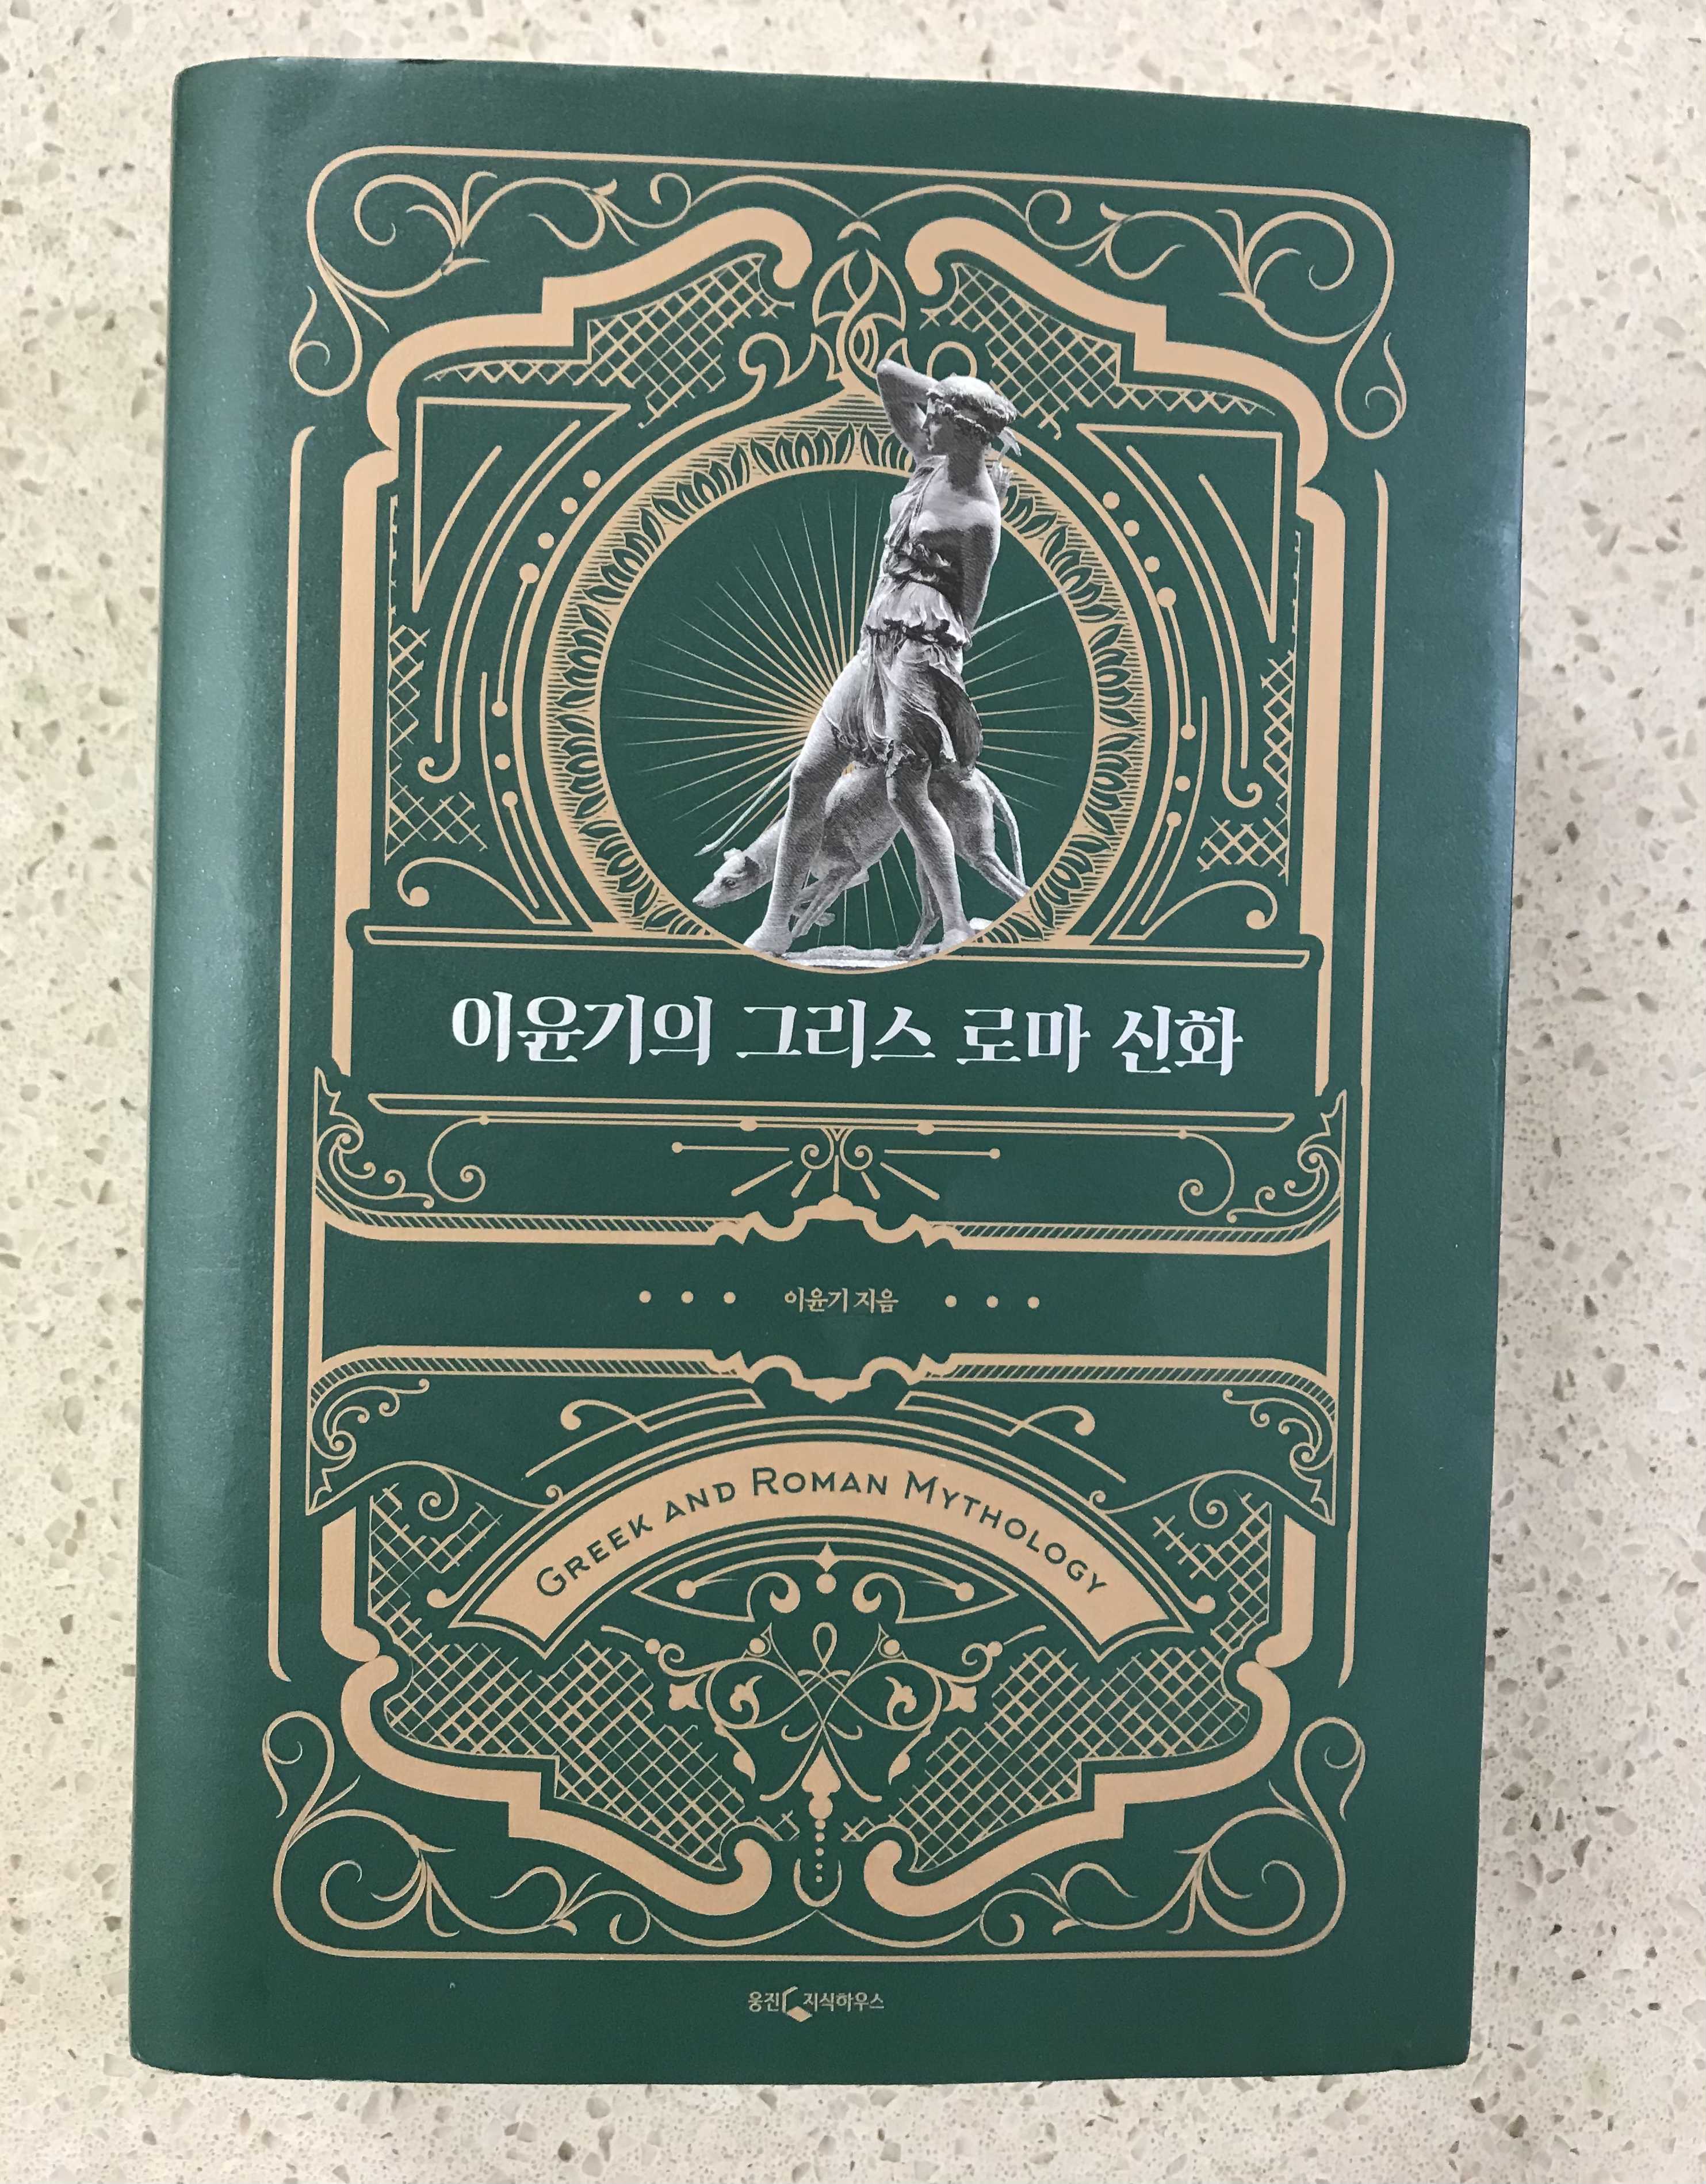 이윤기의 그리스 로마 신화
이윤기 지음
GREEK AND ROMAN MYTHOLOGY
웅진 지식하우스